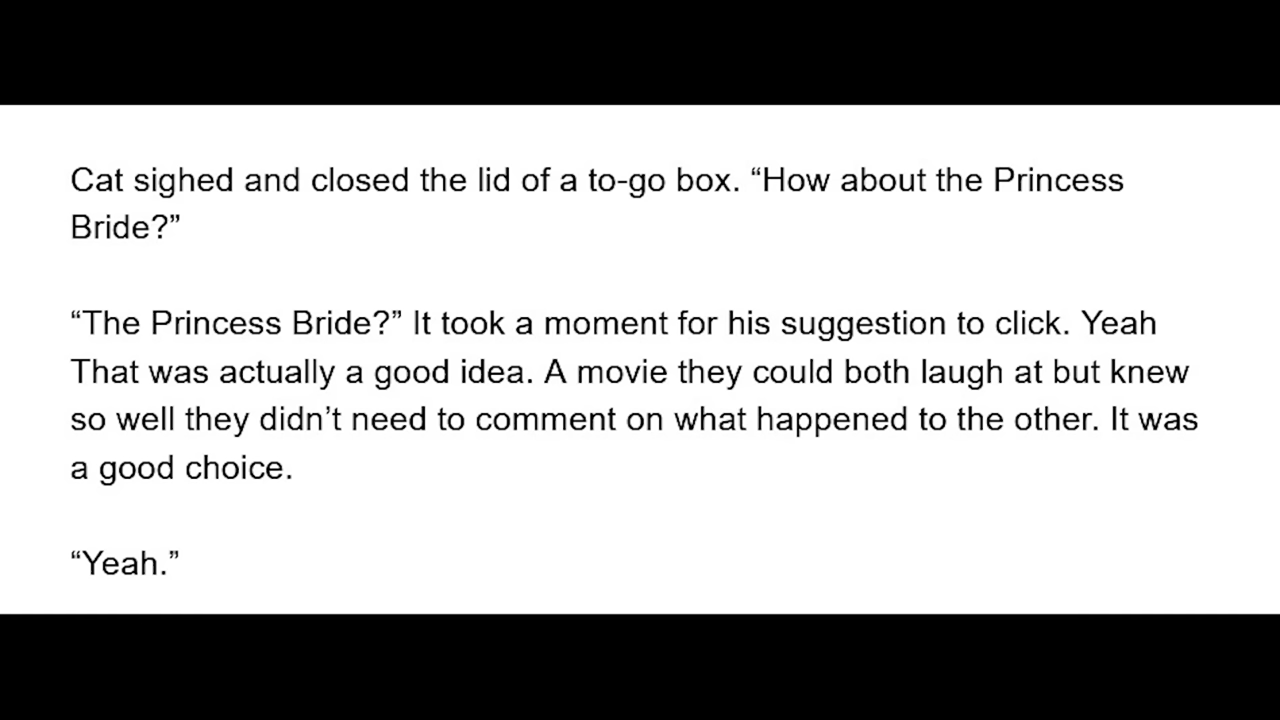 Cat sighed and closed the lid of a to-go box. “How about the Princess
Bride?”
“The Princess Bride?” It took a moment for his suggestion to click. Yeah
That was actually a good idea. A movie they could both laugh at but knew
so well they didn’t need to comment on what happened to the other. It was
a good choice.
“Yeah.”